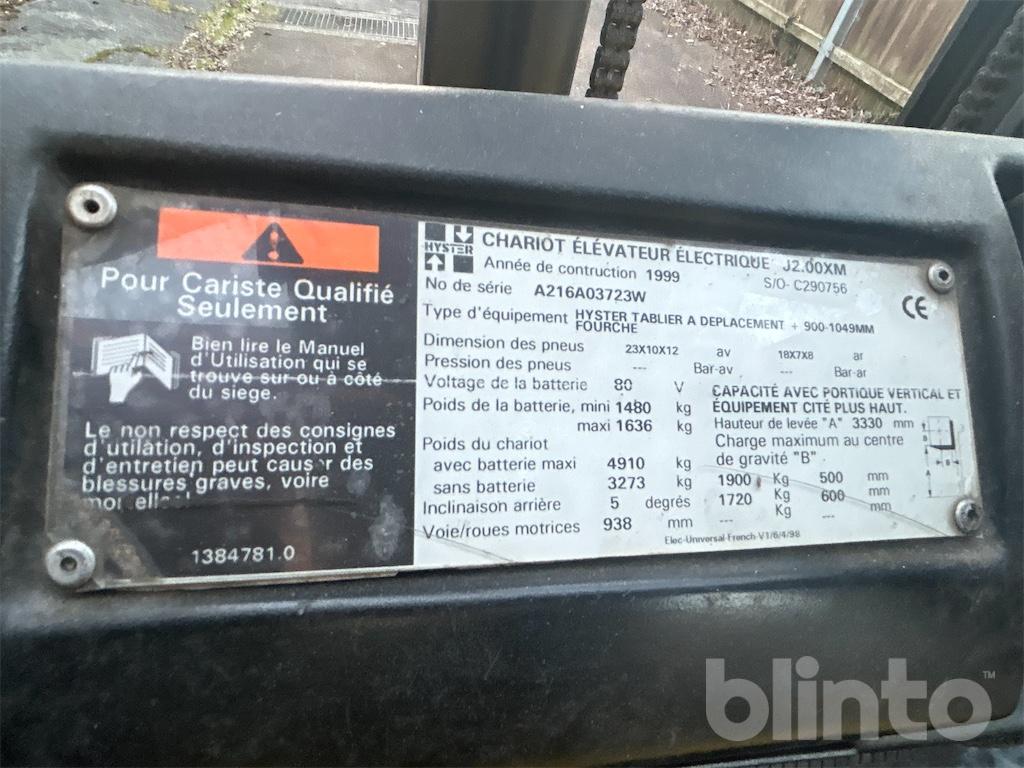 Pour Cariste Qualifié
Seulement
Bien lire le Manuel
d'Utilisation qui se
trouve sur ou à côté
du siege.
Le non respect des consignes
d'utilation, d'inspection et
d'entretien peut causer des
blessures graves, voire
1384781.0
HYSTER
CHARIOT ÉLÉVATEUR ÉLECTRIQUE J2.00XM
Année de contruction 1999 S/O- C290756
No de série A216A03723W
CE
Type d'équipement HYSTER TABLIER A DEPLACEMENT + 900-1049MM
FOURCHE
Dimension des pneus 23X10X12 av 18X7X8 ar
Pression des pneus --- Bar-av --- Bar-ar
Voltage de la batterie 80 V
Poids de la batterie, mini 1480 kg
maxi 1636 kg
Poids du chariot
avec batterie maxi 4910 kg
sans batterie 3273 kg
Inclinaison arrière 5 degrés
Voie/roues motrices 938 mm
CAPACITÉ AVEC PORTIQUE VERTICAL ET
ÉQUIPEMENT CITÉ PLUS HAUT.
Hauteur de levée "A" 3330 mm
Charge maximum au centre
de gravité "B"
1900 Kg 500 mm
1720 Kg 600 mm
--- Kg --- mm
Elec-Universal-French-V1/6/4/98
blinto™